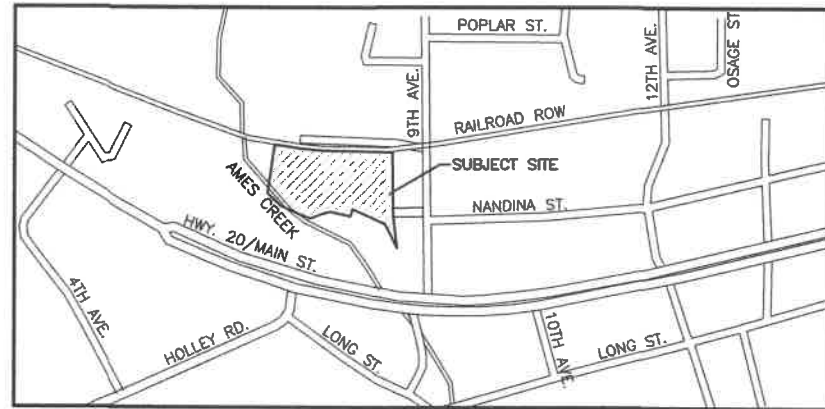 POPLAR ST.
9TH AVE.
12TH AVE.
OSAGE ST
RAILROAD ROW
SUBJECT SITE
AMES CREEK
NANDINA ST.
HWY. 20/MAIN ST.
4TH AVE.
HOLLEY RD.
LONG ST.
10TH AVE.
LONG ST.